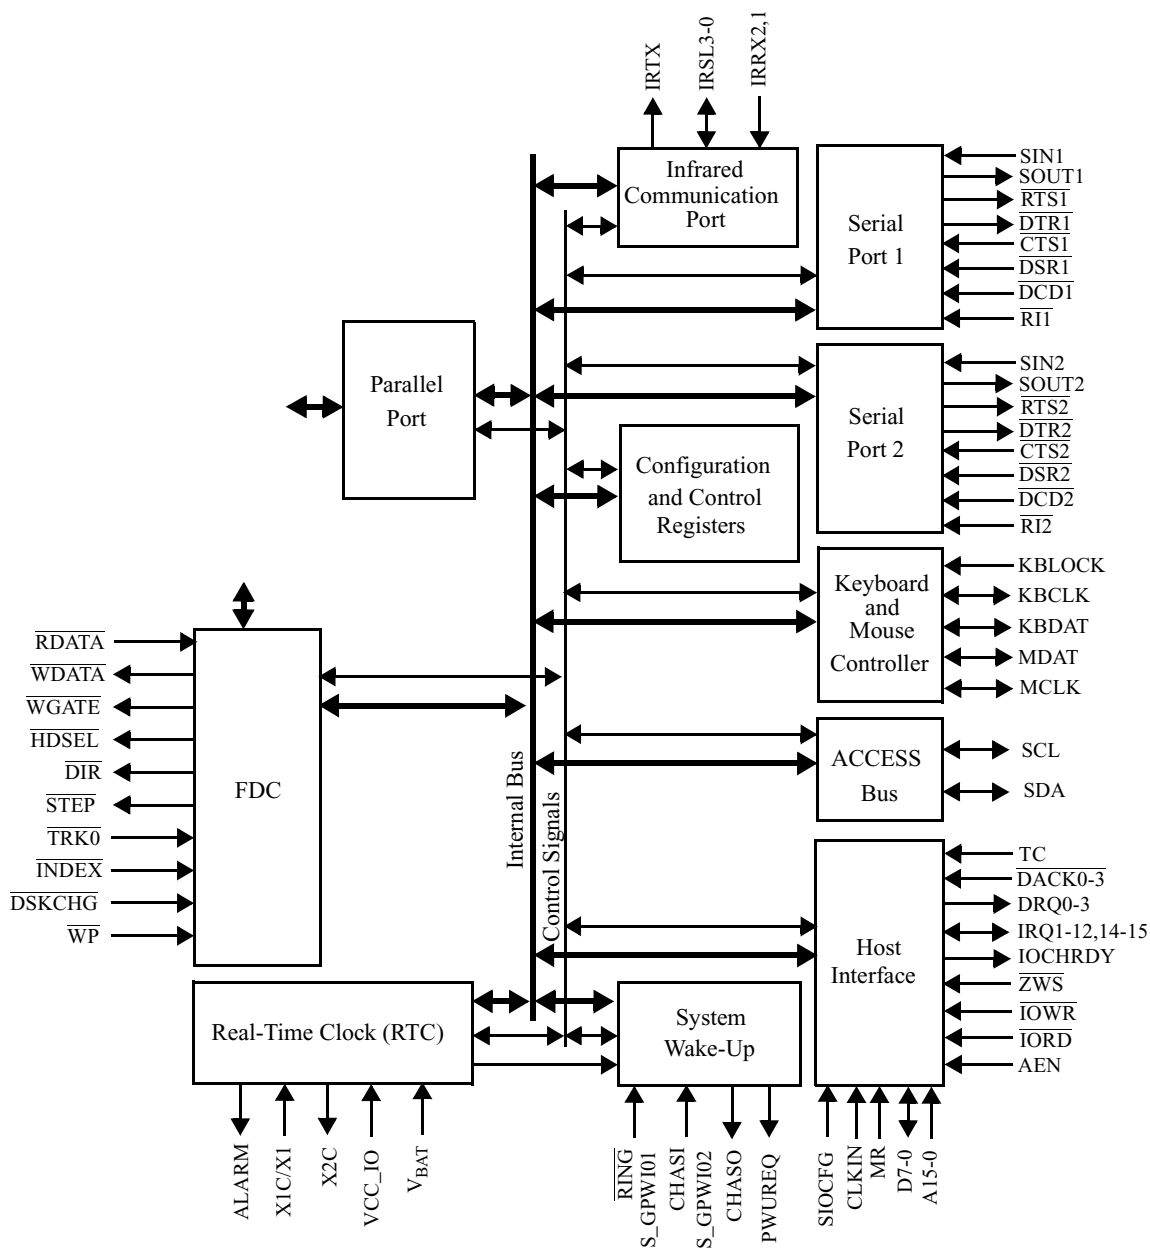 IRTX
IRSL3-0
IRRX2,1
Infrared
Communication
Port
Serial
Port 1
SIN1
SOUT1
RTS1
DTR1
CTS1
DSR1
DCD1
RI1
Parallel
Port
Serial
Port 2
SIN2
SOUT2
RTS2
DTR2
CTS2
DSR2
DCD2
RI2
Configuration
and Control
Registers
Keyboard
and
Mouse
Controller
KBLOCK
KBCLK
KBDAT
MDAT
MCLK
RDATA
WDATA
WGATE
HDSEL
DIR
STEP
TRK0
INDEX
DSKCHG
WP
FDC
Internal Bus
Control Signals
ACCESS
Bus
SCL
SDA
Host
Interface
TC
DACK0-3
DRQ0-3
IRQ1-12,14-15
IOCHRDY
ZWS
IOWR
IORD
AEN
Real-Time Clock (RTC)
System
Wake-Up
ALARM
X1C/X1
X2C
VCC_IO
VBAT
RING
S_GPWI01
CHASI
S_GPWI02
CHASO
PWUREQ
SIOCFG
CLKIN
MR
D7-0
A15-0